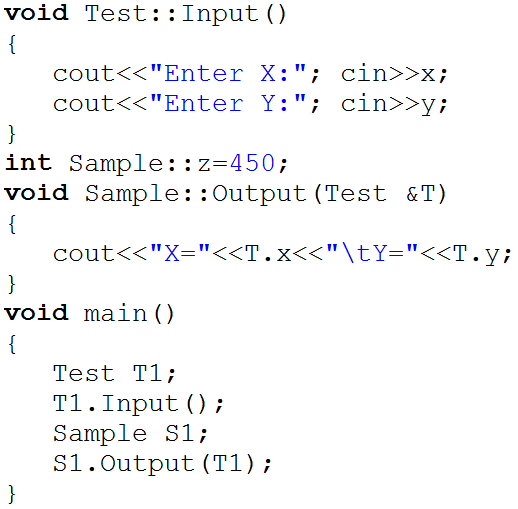 void Test::Input()
{
cout<<"Enter X:"; cin>>x;
cout<<"Enter Y:"; cin>>y;
}
int Sample::z=450;
void Sample::Output(Test &T)
{
cout<<"X="<<T.x<<"\tY="<<T.y;
}
void main()
{
Test T1;
T1.Input();
Sample S1;
S1.Output(T1);
}